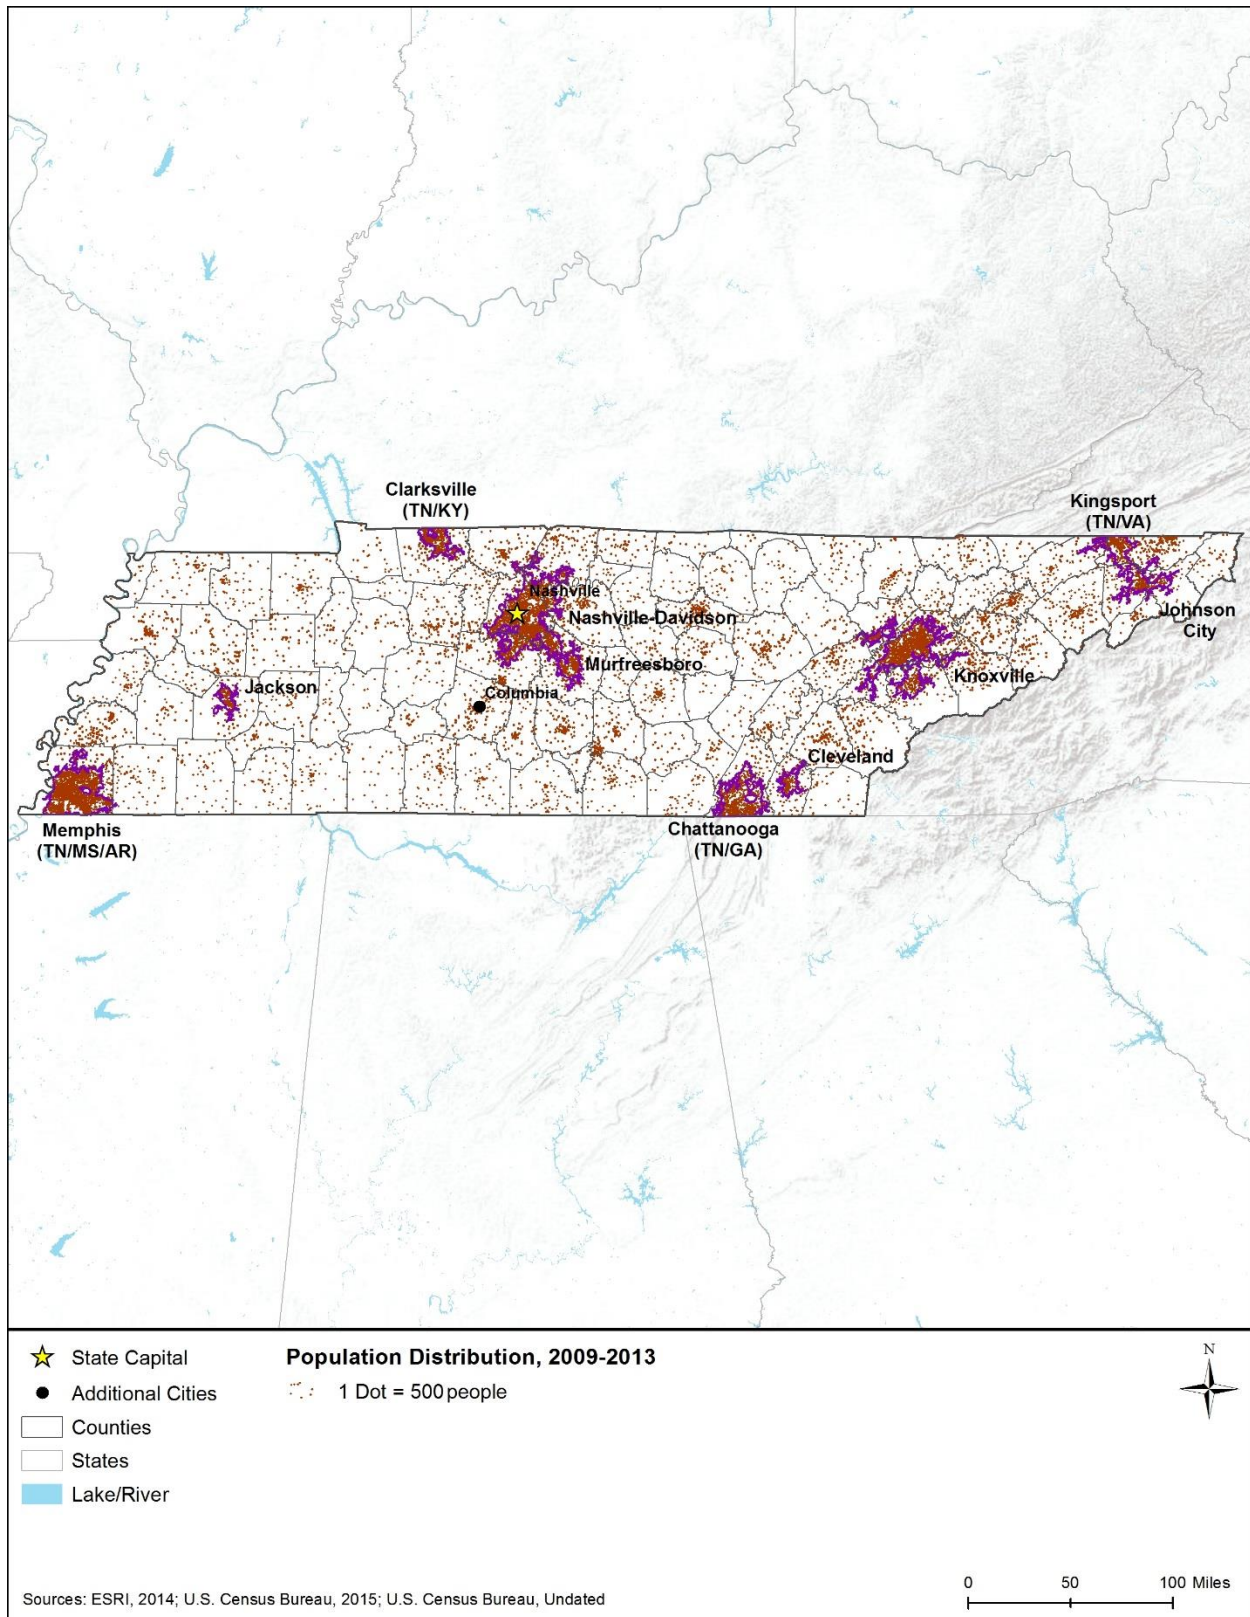 Clarksville
(TN/KY)
Kingsport
(TN/VA)
Nashville
Nashville-Davidson
Johnson
City
Murfreesboro
Knoxville
Jackson
Columbia
Cleveland
Memphis
(TN/MS/AR)
Chattanooga
(TN/GA)
State Capital
Additional Cities
Counties
States
Lake/River
Population Distribution, 2009-2013
1 Dot = 500 people
N
0 50 100 Miles
Sources: ESRI, 2014; U.S. Census Bureau, 2015; U.S. Census Bureau, Undated